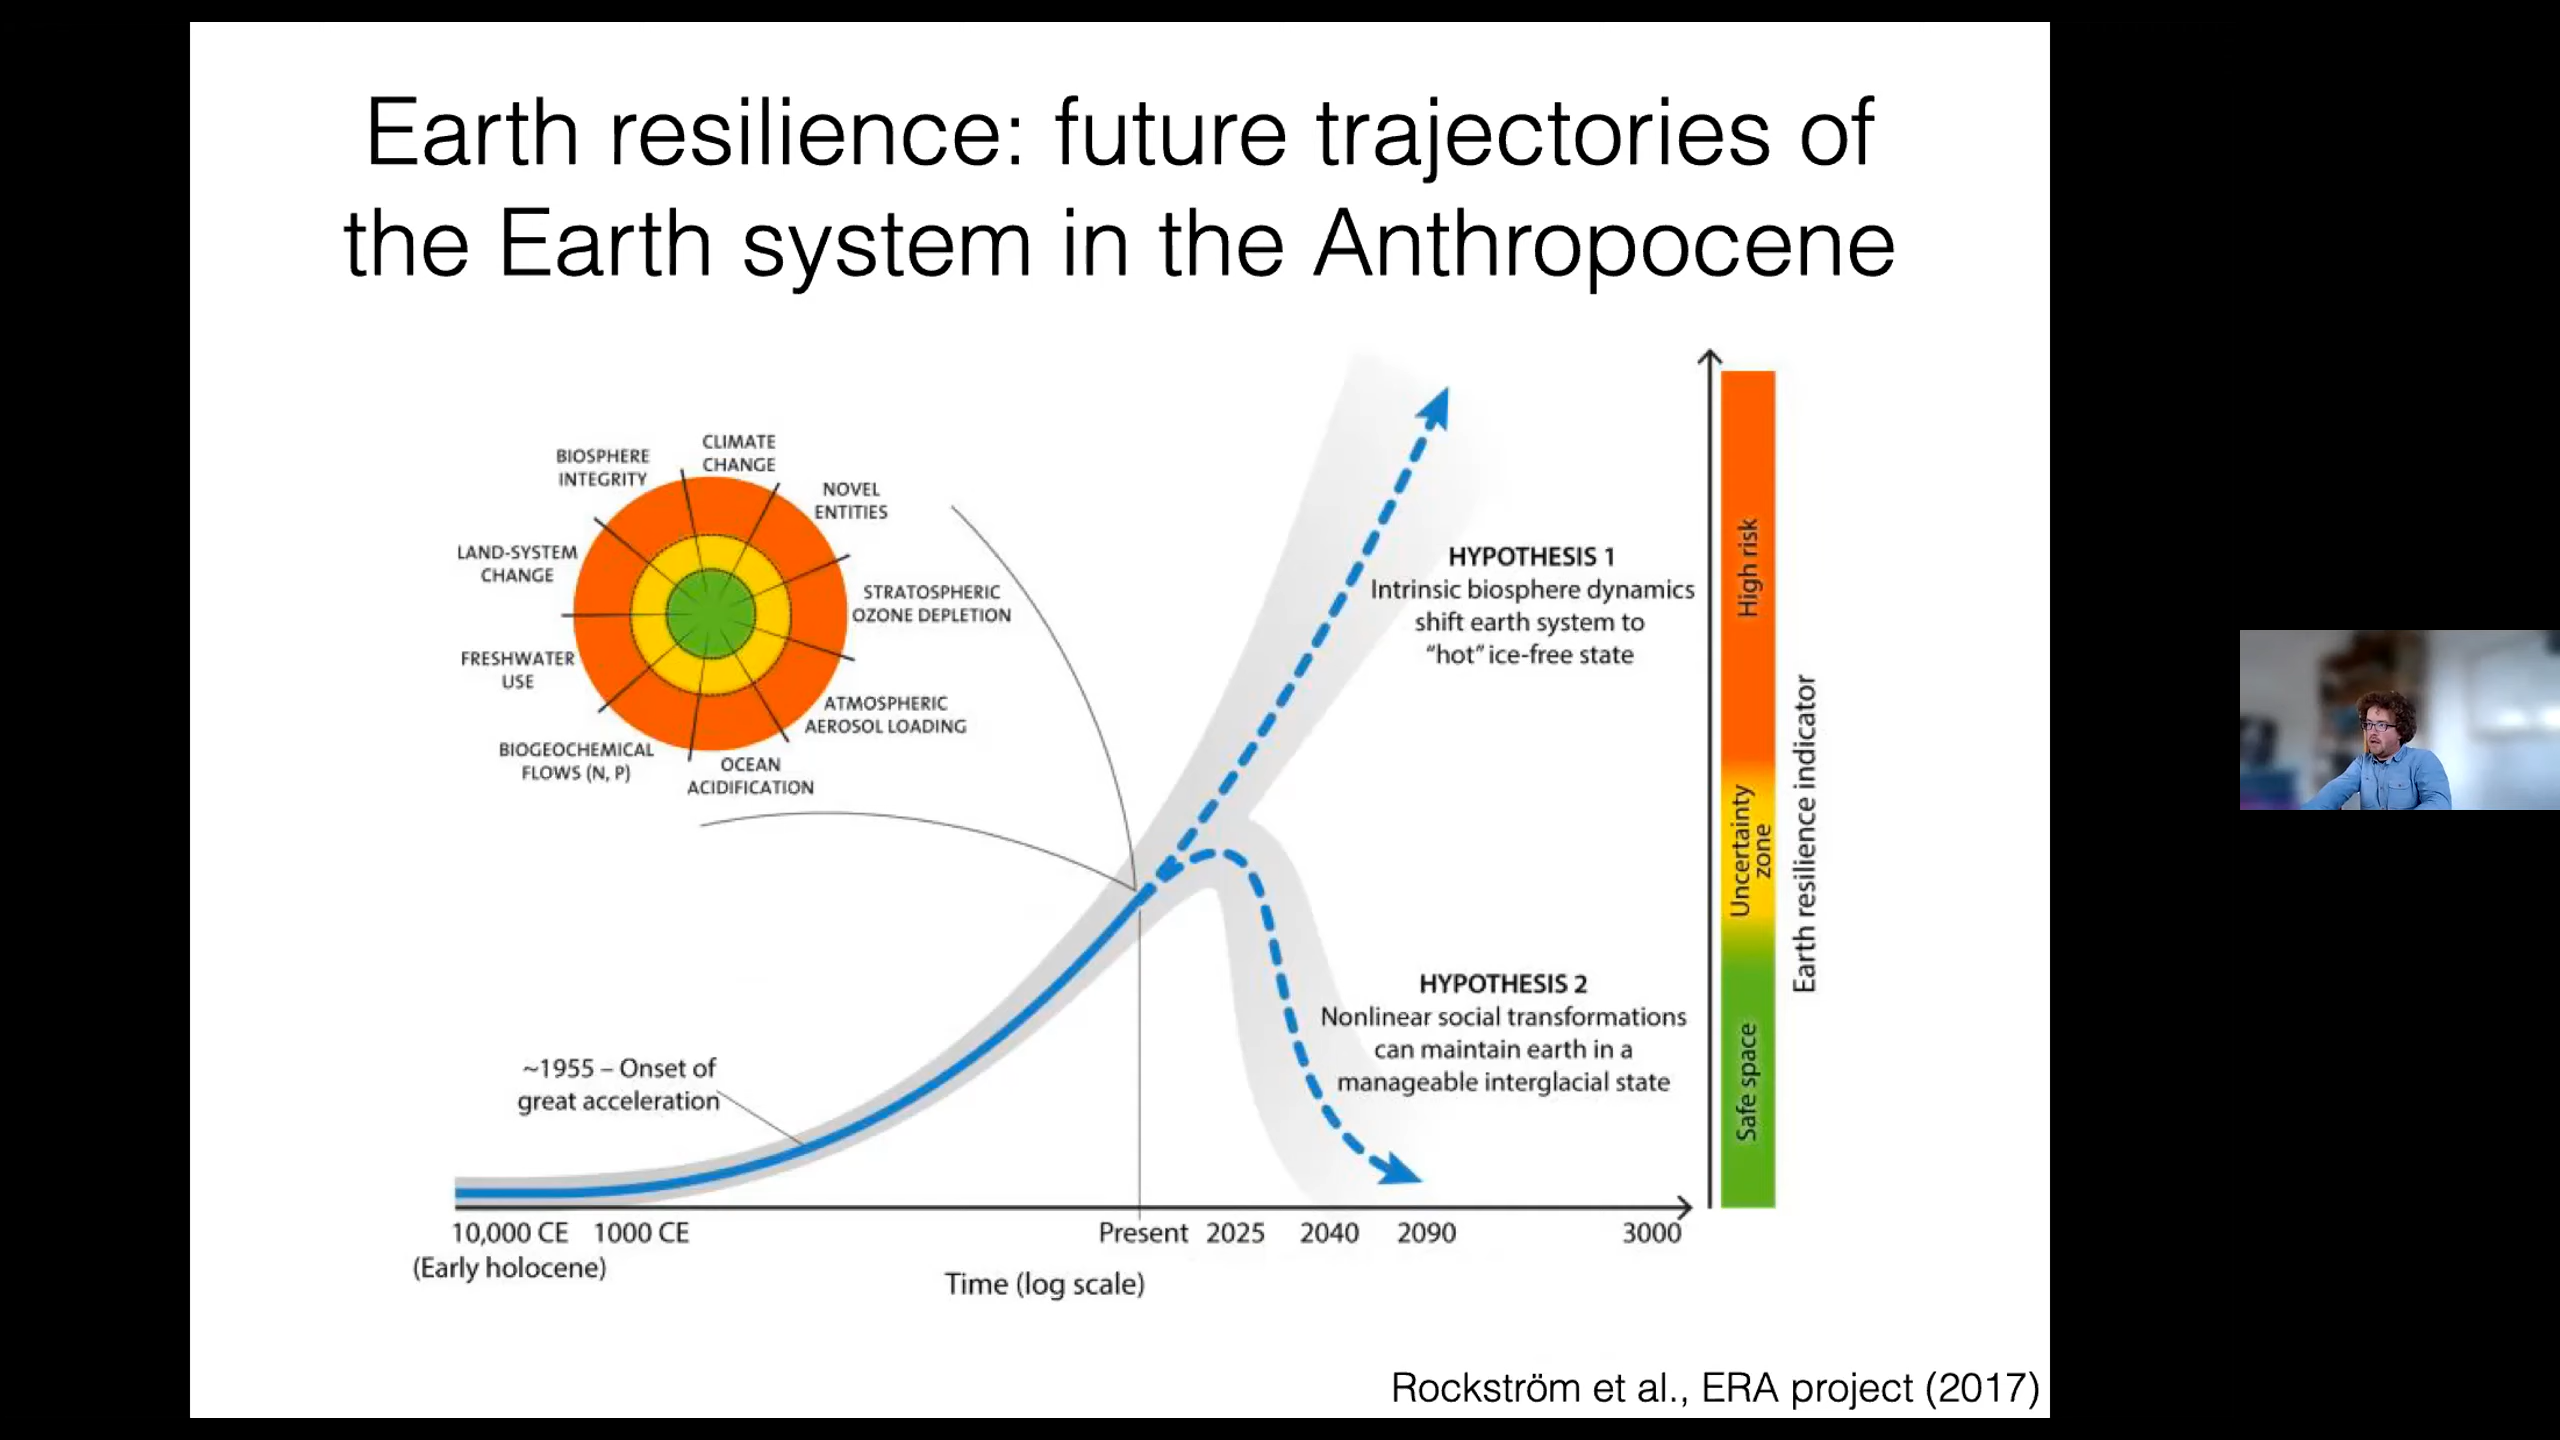 Earth resilience: future trajectories of
the Earth system in the Anthropocene
BIOSPHERE
INTEGRITY
CLIMATE
CHANGE
NOVEL
ENTITIES
LAND-SYSTEM
CHANGE
STRATOSPHERIC
OZONE DEPLETION
FRESHWATER
USE
ATMOSPHERIC
AEROSOL LOADING
BIOGEOCHEMICAL
FLOWS (N, P)
OCEAN
ACIDIFICATION
HYPOTHESIS 1
Intrinsic biosphere dynamics
shift earth system to
“hot” ice-free state
HYPOTHESIS 2
Nonlinear social transformations
can maintain earth in a
manageable interglacial state
~1955 – Onset of
great acceleration
High risk
Uncertainty
zone
Safe space
Earth resilience indicator
10,000 CE
(Early holocene)
1000 CE
Present
2025
2040
2090
3000
Time (log scale)
Rockström et al., ERA project (2017)